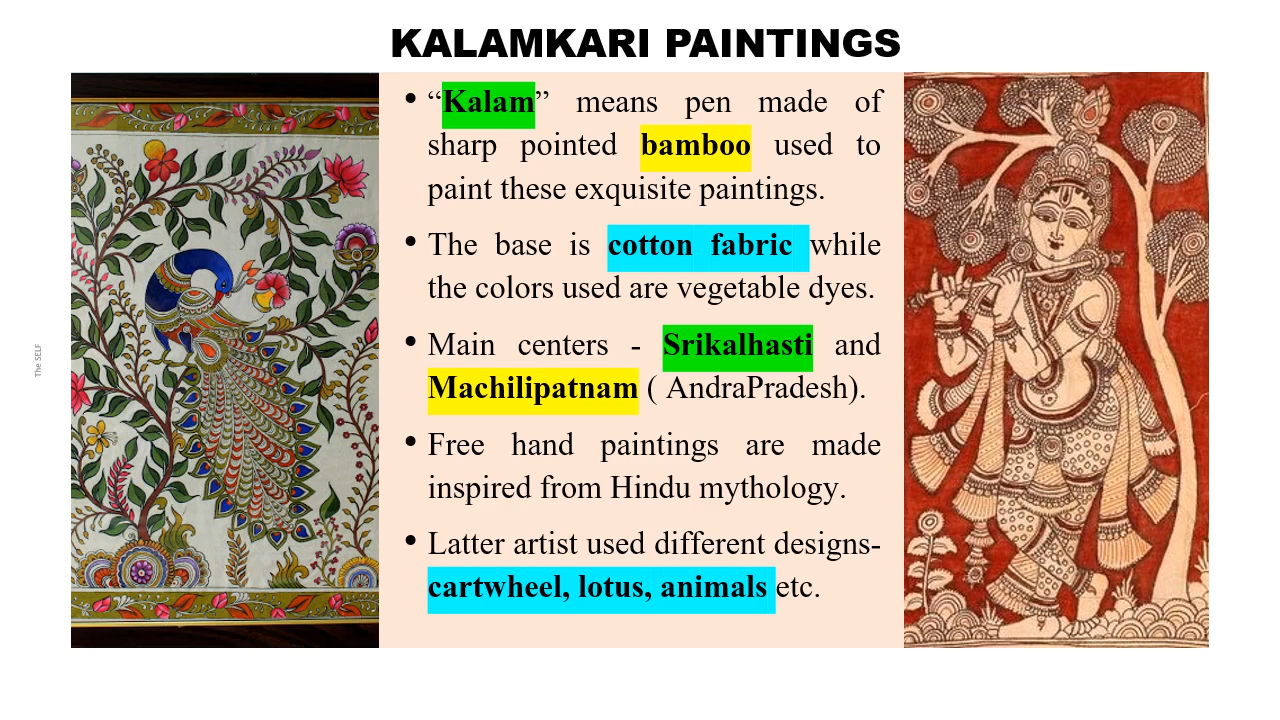 KALAMKARI PAINTINGS
• “Kalam” means pen made of
sharp pointed bamboo used to
paint these exquisite paintings.
• The base is cotton fabric while
the colors used are vegetable dyes.
• Main centers - Srikalhasti and
Machilipatnam ( AndraPradesh).
• Free hand paintings are made
inspired from Hindu mythology.
• Latter artist used different designs-
cartwheel, lotus, animals etc.
The SELF